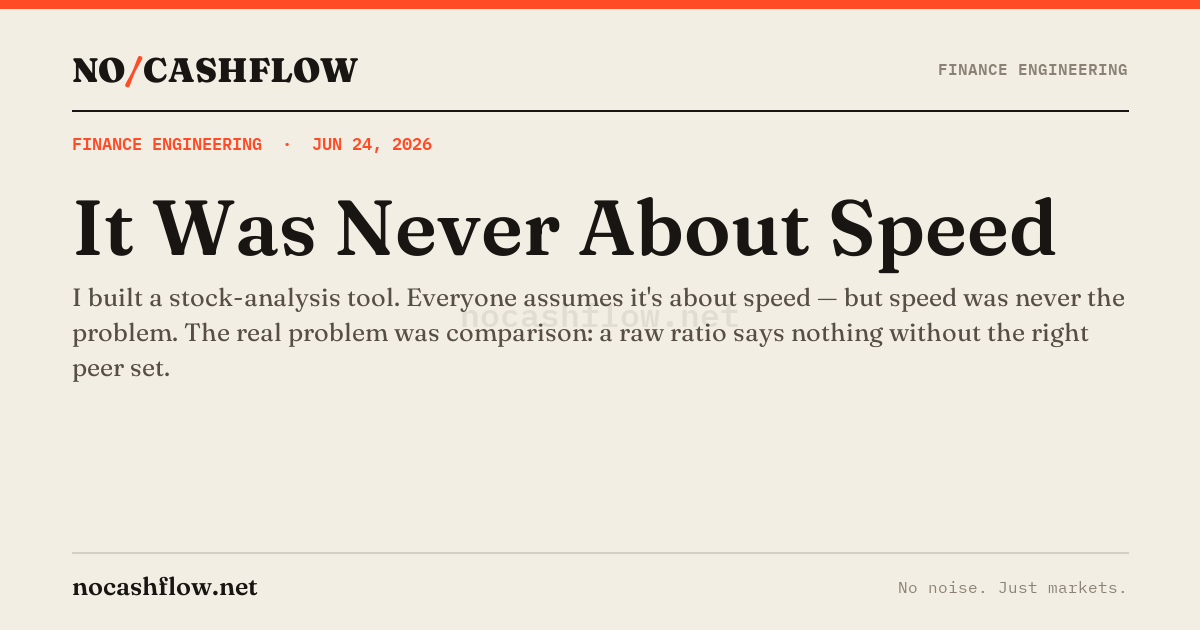 NO/CASHFLOW
FINANCE ENGINEERING
FINANCE ENGINEERING · JUN 24, 2026
It Was Never About Speed
I built a stock-analysis tool. Everyone assumes it's about speed — but speed was never the
nocashflow.net
problem. The real problem was comparison: a raw ratio says nothing without the right
peer set.
nocashflow.net
No noise. Just markets.